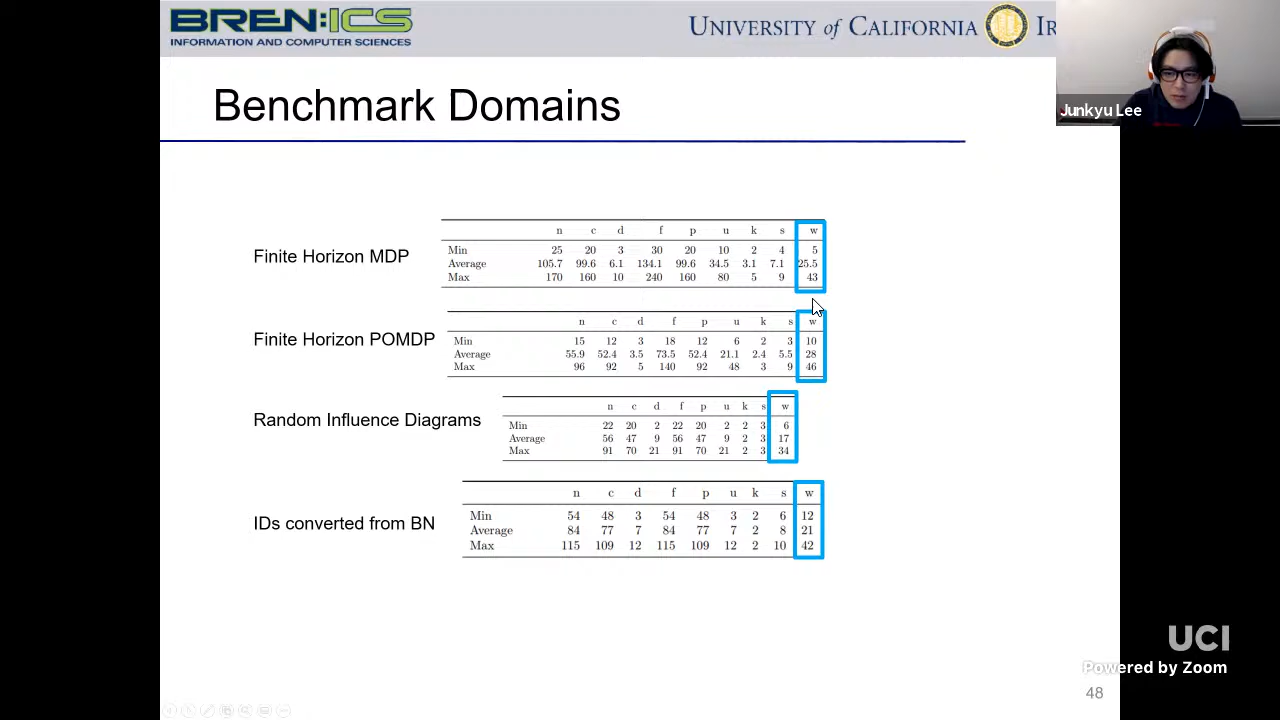 BREN:ICS
INFORMATION AND COMPUTER SCIENCES
UNIVERSITY of CALIFORNIA
Junkyu Lee
Benchmark Domains
Finite Horizon MDP
n c d f p u k s w
Min 25 20 3 30 20 10 2 4 5
Average 105.7 99.6 6.1 134.1 99.6 34.5 3.1 7.1 25.5
Max 170 160 10 240 160 80 5 9 43
Finite Horizon POMDP
n c d f p u k s w
Min 15 12 3 18 12 6 2 3 10
Average 55.9 52.4 3.5 73.5 52.4 21.1 2.4 5.5 28
Max 96 92 5 140 92 48 3 9 46
Random Influence Diagrams
n c d f p u k s w
Min 22 20 2 22 20 2 2 3 6
Average 56 47 9 56 47 9 2 3 17
Max 91 70 21 91 70 21 2 3 34
IDs converted from BN
n c d f p u k s w
Min 54 48 3 54 48 3 2 6 12
Average 84 77 7 84 77 7 2 8 21
Max 115 109 12 115 109 12 2 10 42
UCI
Powered by Zoom
48